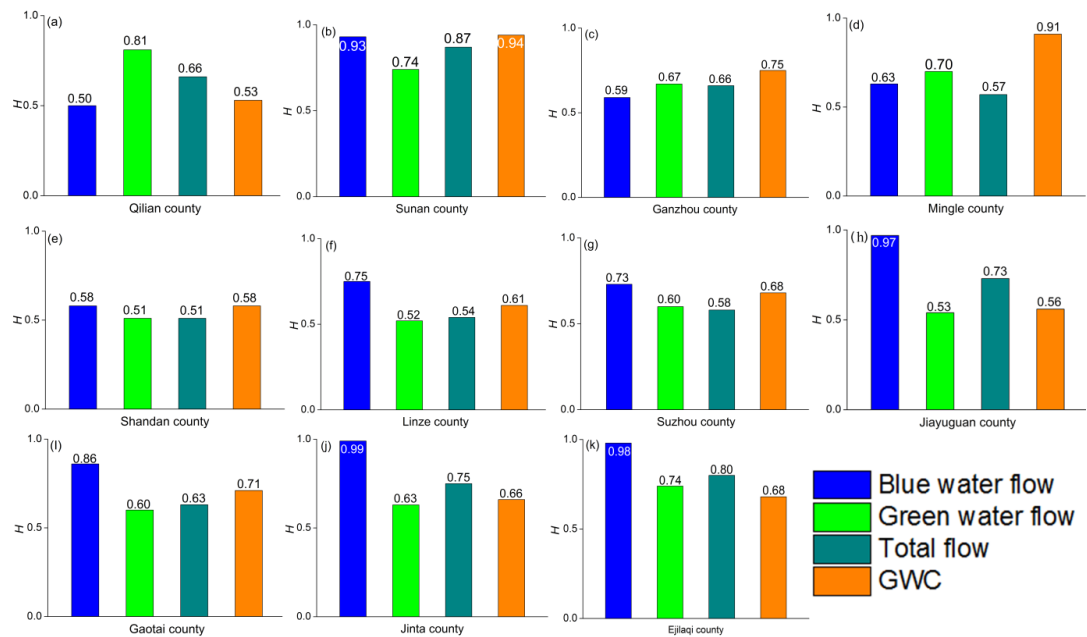 (a)
1.0
0.5
0.0
H
0.50
0.81
0.66
0.53
Qilian county
(b)
1.0
0.5
0.0
H
0.93
0.74
0.87
0.94
Sunan county
(c)
1.0
0.5
0.0
H
0.59
0.67
0.66
0.75
Ganzhou county
(d)
1.0
0.5
0.0
H
0.63
0.70
0.57
0.91
Mingle county
(e)
1.0
0.5
0.0
H
0.58
0.51
0.51
0.58
Shandan county
(f)
1.0
0.5
0.0
H
0.75
0.52
0.54
0.61
Linze county
(g)
1.0
0.5
0.0
H
0.73
0.60
0.58
0.68
Suzhou county
(h)
1.0
0.5
0.0
H
0.97
0.53
0.73
0.56
Jiayuguan county
(l)
1.0
0.5
0.0
H
0.86
0.60
0.63
0.71
Gaotai county
(j)
1.0
0.5
0.0
H
0.99
0.63
0.75
0.66
Jinta county
(k)
1.0
0.5
0.0
H
0.98
0.74
0.80
0.68
Ejilaqi county
Blue water flow
Green water flow
Total flow
GWC